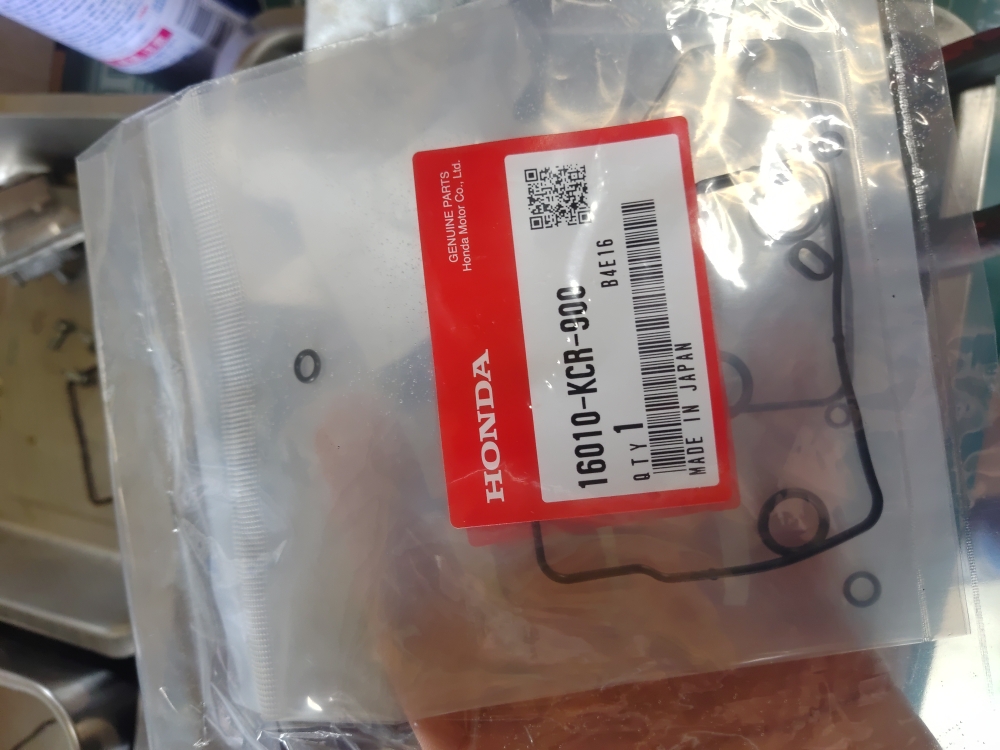 GENUINE PARTS
Honda Motor Co., Ltd.
HONDA
16010-KCR-900
B4E16
QTY 1
MADE IN JAPAN